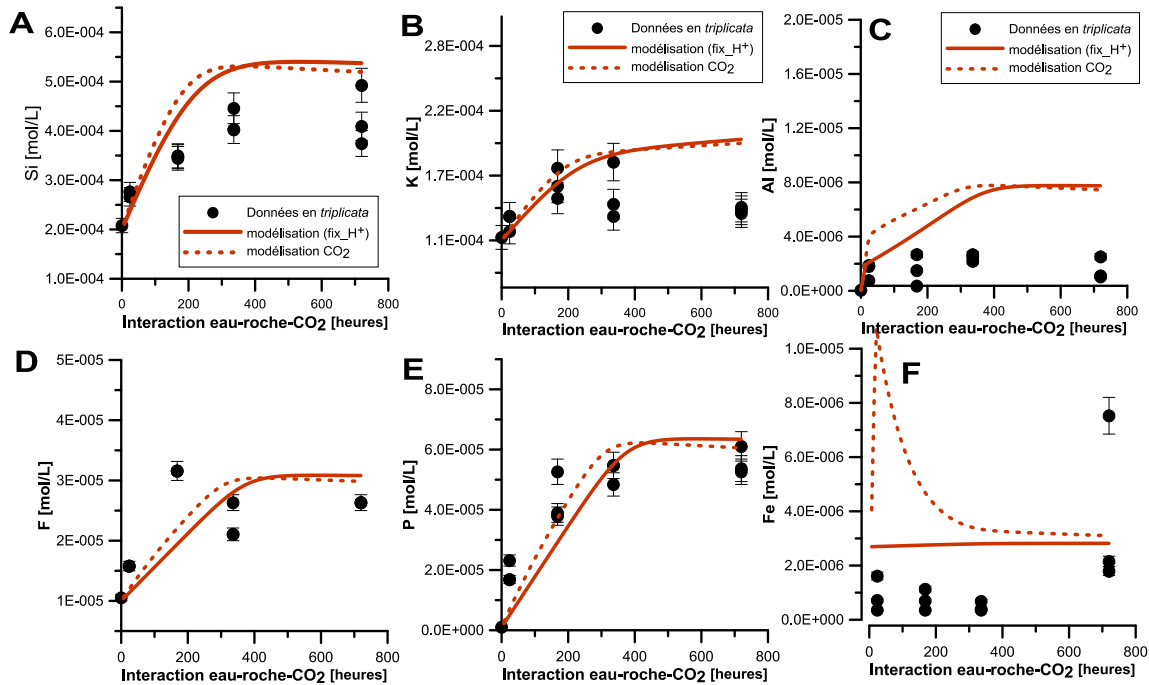 A
6.0E-004
5.0E-004
4.0E-004
3.0E-004
2.0E-004
1.0E-004
Si [mol/L]
Données en triplicata
modélisation (fix_H+)
modélisation CO2
0 200 400 600 800
Interaction eau-roche-CO2 [heures]
B
2.8E-004
2.2E-004
1.7E-004
1.1E-004
K [mol/L]
Données en triplicata
modélisation (fix_H+)
modélisation CO2
0 200 400 600 800
Interaction eau-roche-CO2 [heures]
C
2.0E-005
1.6E-005
1.2E-005
8.0E-006
4.0E-006
0.0E+000
Al [mol/L]
Données en triplicata
modélisation (fix_H+)
modélisation CO2
0 200 400 600 800
Interaction eau-roche-CO2 [heures]
D
5E-005
4E-005
3E-005
2E-005
1E-005
F [mol/L]
0 200 400 600 800
Interaction eau-roche-CO2 [heures]
E
8.0E-005
6.0E-005
4.0E-005
2.0E-005
0.0E+000
P [mol/L]
0 200 400 600 800
Interaction eau-roche-CO2 [heures]
F
1.0E-005
8.0E-006
6.0E-006
4.0E-006
2.0E-006
0.0E+000
Fe [mol/L]
0 200 400 600 800
Interaction eau-roche-CO2 [heures]